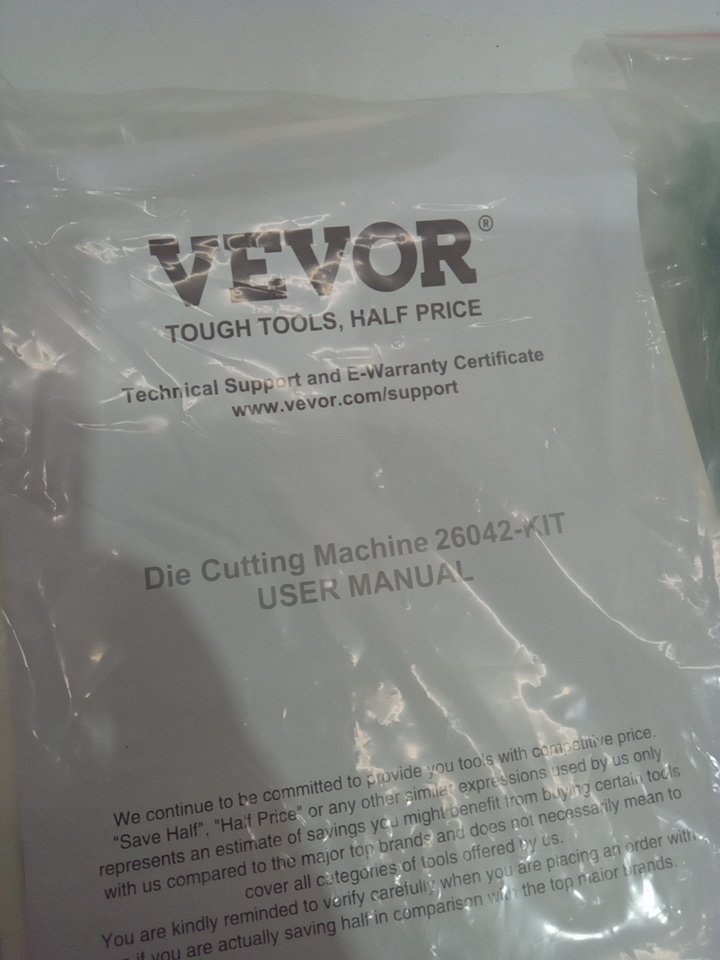 VEVOR®
TOUGH TOOLS, HALF PRICE
Technical Support and E-Warranty Certificate
www.vevor.com/support
Die Cutting Machine 26042-KIT
USER MANUAL
We continue to be committed to provide you tools with competitive price.
"Save Half", "Half Price" or any other similar expressions used by us only
represents an estimate of savings you might benefit from buying certain tools
with us compared to the major top brands and does not necessarily mean to
cover all categories of tools offered by us.
You are kindly reminded to verify carefully when you are placing an order with
if you are actually saving half in comparison with the top major brands.